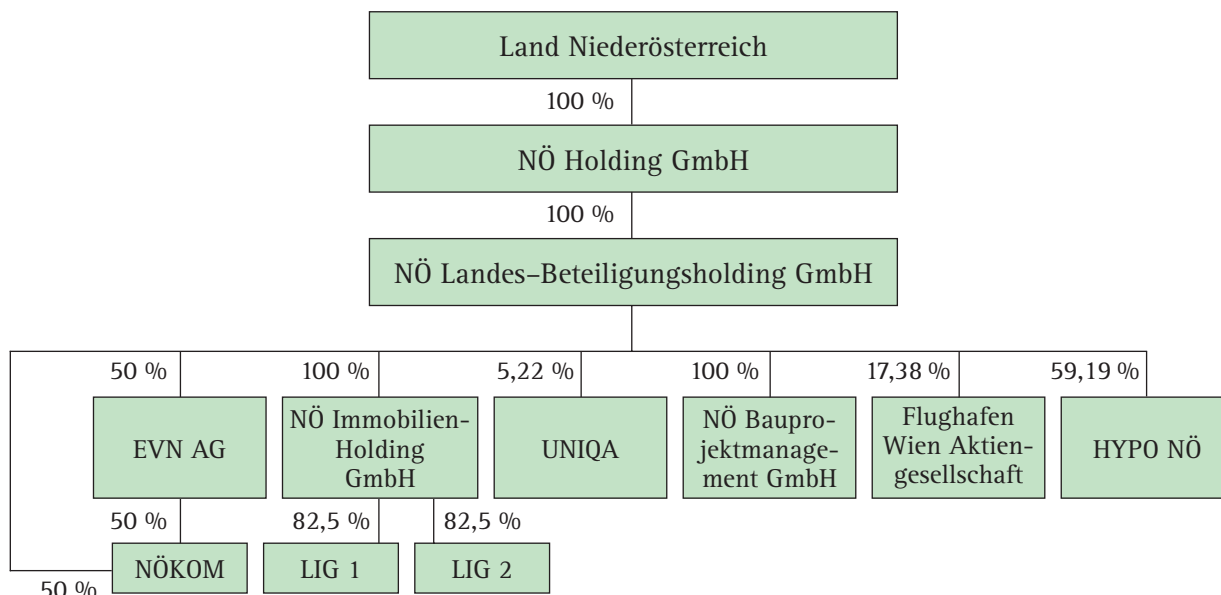 Land Niederösterreich
100 %
NÖ Holding GmbH
100 %
NÖ Landes-Beteiligungsholding GmbH
50 %
100 %
5,22 %
100 %
17,38 %
59,19 %
EVN AG
NÖ Immobilien-
Holding
GmbH
UNIQA
NÖ Baupro-
jektmanage-
ment GmbH
Flughafen
Wien Aktien-
gesellschaft
HYPO NÖ
50 %
82,5 %
82,5 %
NÖKOM
LIG 1
LIG 2
50 %